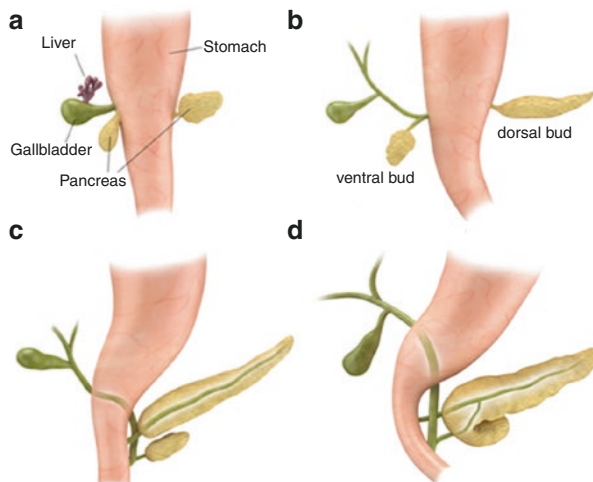 a
Liver
Stomach
Gallbladder
Pancreas
b
dorsal bud
ventral bud
c
d